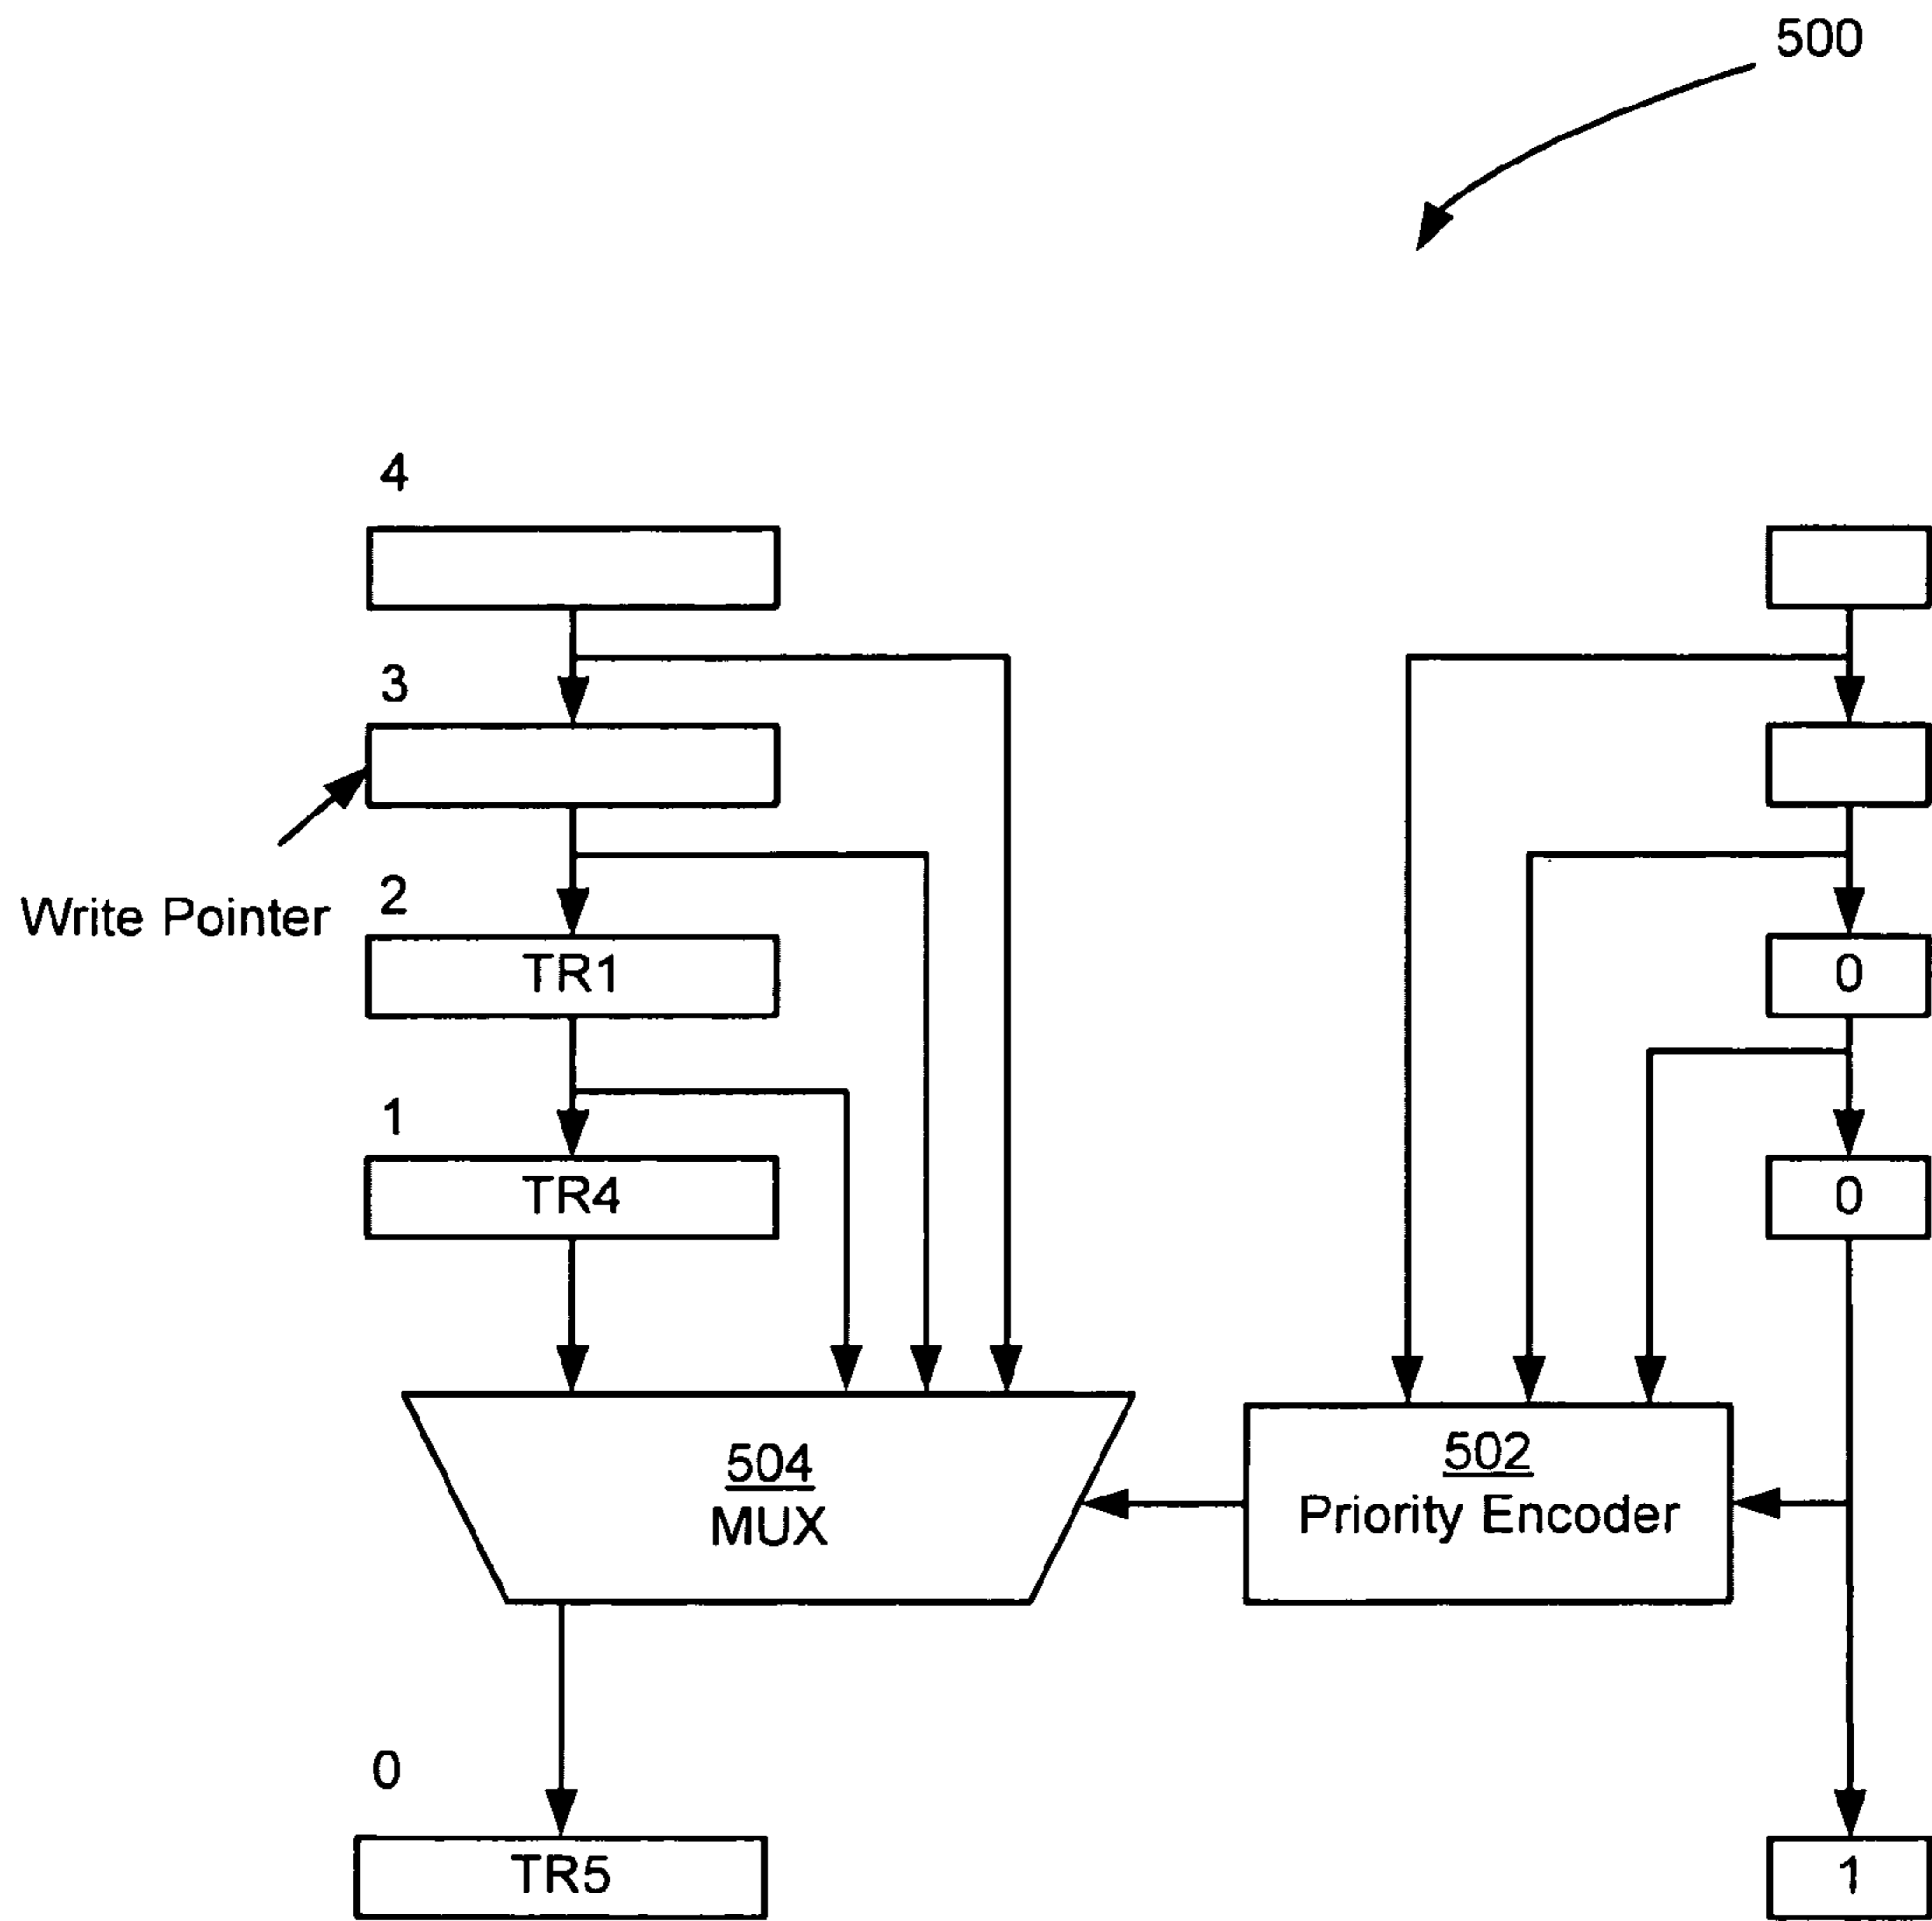 500
4
3
2
Write Pointer
TR1
0
1
TR4
0
504
MUX
502
Priority Encoder
0
TR5
1